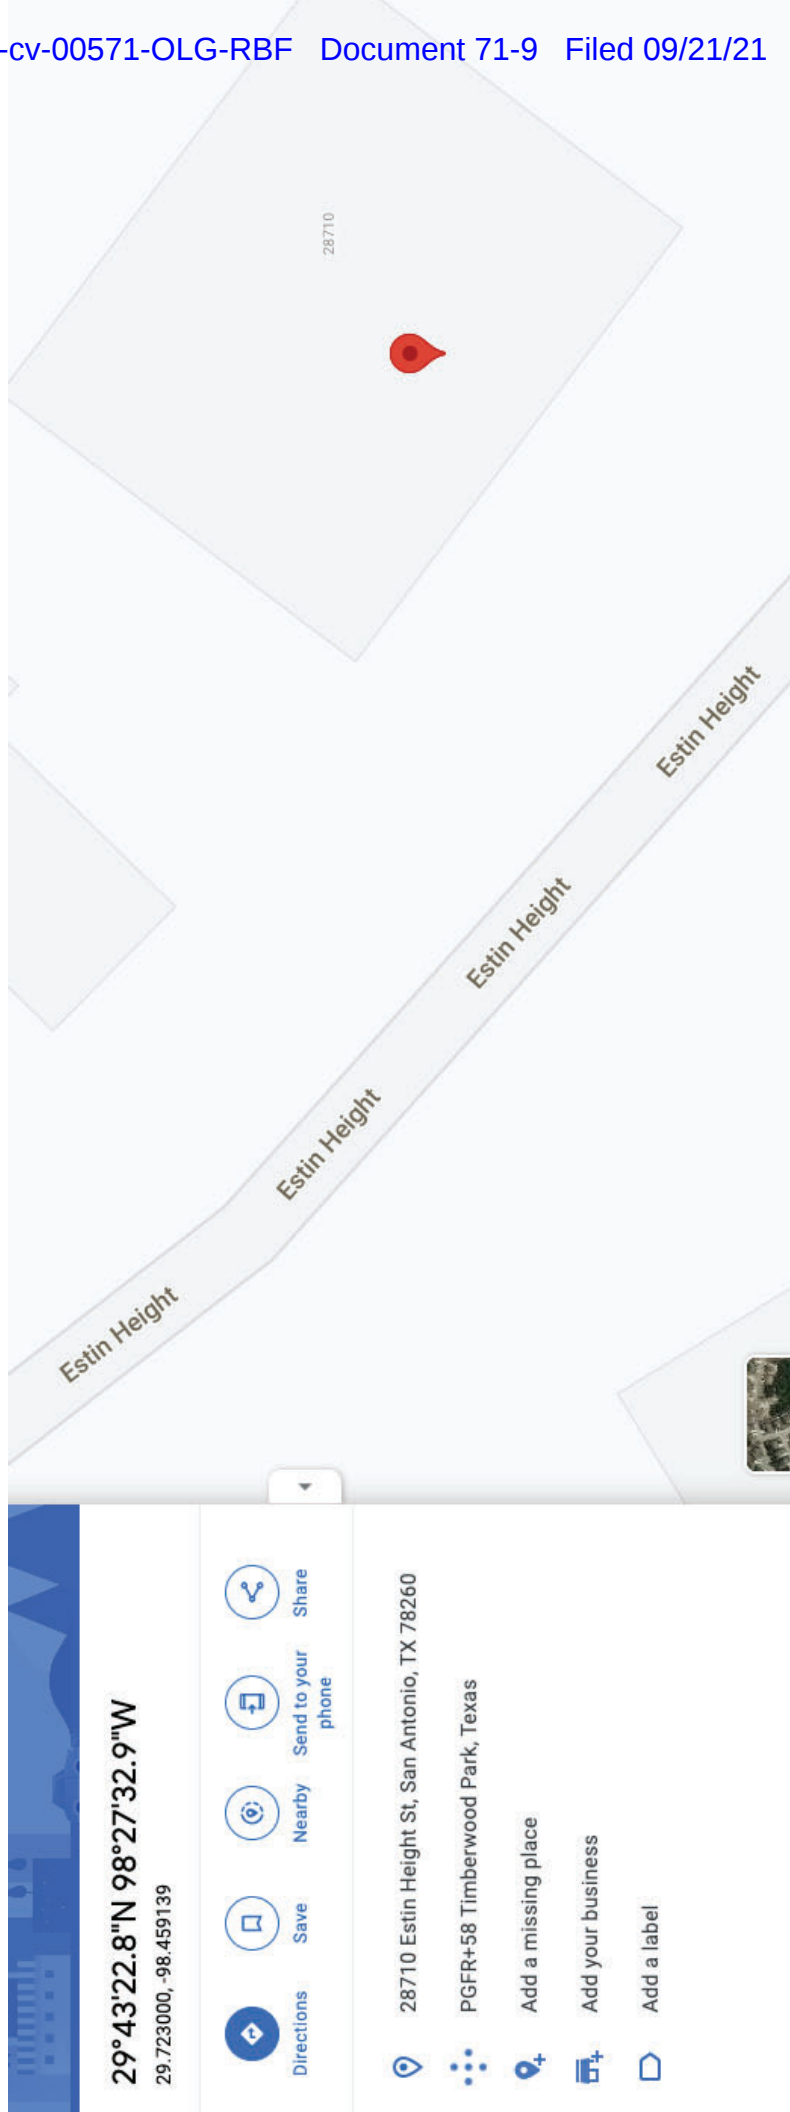 -cv-00571-OLG-RBF Document 71-9 Filed 09/21/21
29°43'22.8"N 98°27'32.9"W
29.723000, -98.459139
Directions
Save
Nearby
Send to your
phone
Share
28710 Estin Height St, San Antonio, TX 78260
PGFR+58 Timberwood Park, Texas
Add a missing place
Add your business
Add a label
Estin Height
Estin Height
Estin Height
Estin Height
28710